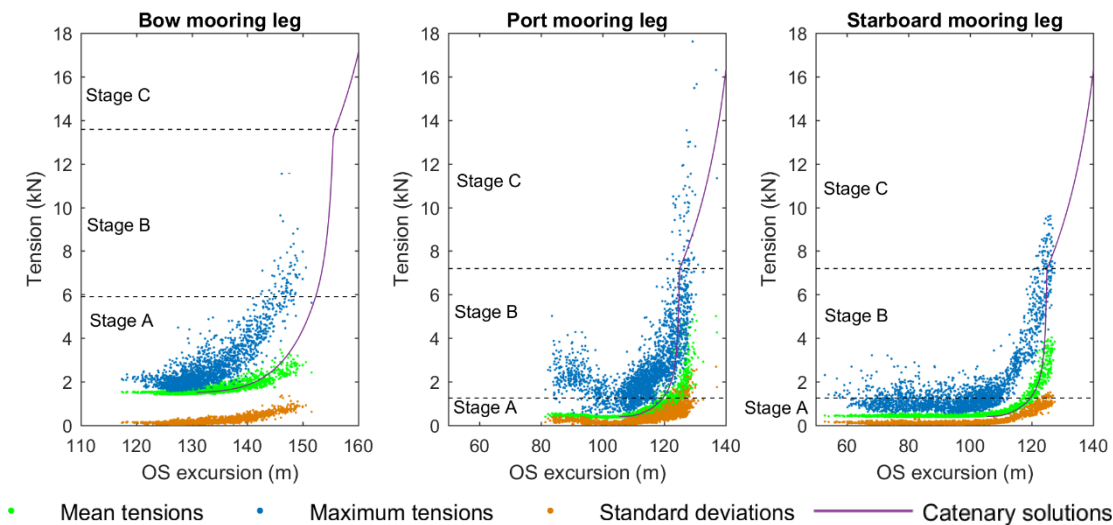 Bow mooring leg
18
16
14
12
10
8
6
4
2
0
Tension (kN)
Stage C
Stage B
Stage A
110
120
130
140
150
160
OS excursion (m)
Port mooring leg
18
16
14
12
10
8
6
4
2
0
Tension (kN)
Stage C
Stage B
Stage A
60
80
100
120
140
OS excursion (m)
Starboard mooring leg
18
16
14
12
10
8
6
4
2
0
Tension (kN)
Stage C
Stage B
Stage A
60
80
100
120
140
OS excursion (m)
Mean tensions
Maximum tensions
Standard deviations
Catenary solutions